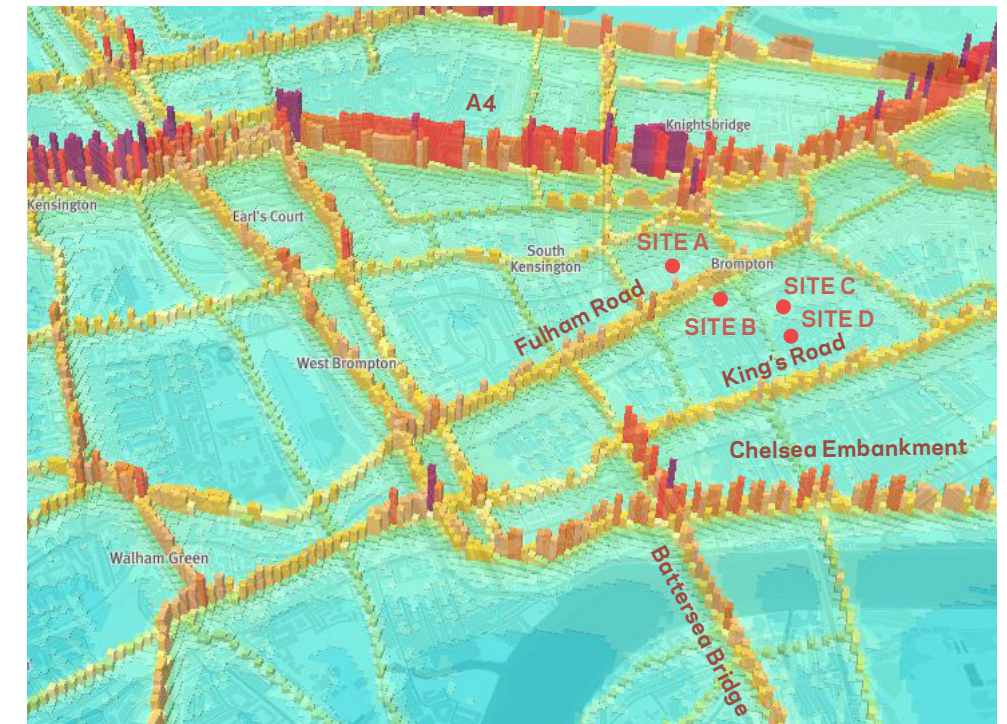 A4
Knightsbridge
Kensington
Earl's Court
South
Kensington
SITE A
Brompton
SITE C
SITE B
SITE D
Fulham Road
King's Road
West Brompton
Chelsea Embankment
Walham Green
Battersea Bridge